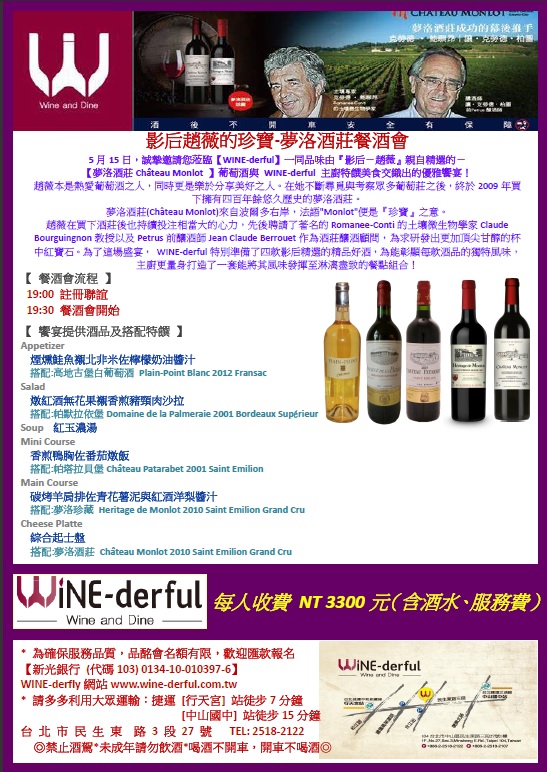 CHATEAU MONLOT
夢洛酒莊成功的幕後推手
Wine and Dine
酒後不開車 安全有保障
影后趙薇的珍寶-夢洛酒莊餐酒會
5 月 15 日，誠摯邀請您蒞臨【WINE-derful】一同品味由『影后－趙薇』親自精選的－
【夢洛酒莊 Château Monlot 】葡萄酒與 WINE-derful 主廚特饌美食交織出的優雅饗宴！
趙薇本是熱愛葡萄酒之人，同時更是樂於分享美好之人。在她不斷尋覓與考察眾多葡萄莊之後，終於 2009 年買
下擁有四百年餘悠久歷史的夢洛酒莊。
夢洛酒莊(Château Monlot)來自波爾多右岸，法語"Monlot"便是『珍寶』之意。
趙薇在買下酒莊後也持續投注相當大的心力，先後聘請了著名的 Romanee-Conti 的土壤微生物學家 Claude
Bourguingnon 教授以及 Petrus 前釀酒師 Jean Claude Berrouet 作為酒莊釀酒顧問，為求研發出更加頂尖甘醇的杯
中紅寶石。為了這場盛宴， WINE-derful 特別準備了四款影后精選的精品好酒，為能彰顯每款酒品的獨特風味，
主廚更量身打造了一套能將其風味發揮至淋漓盡致的餐點組合！
【 餐酒會流程 】
19:00 註冊聯誼
19:30 餐酒會開始
【 饗宴提供酒品及搭配特饌 】
Appetizer
煙燻鮭魚襯北非米佐檸檬奶油醬汁
搭配:高地古堡白葡萄酒 Plain-Point Blanc 2012 Fransac
Salad
燉紅酒無花果襯香煎豬頸肉沙拉
搭配:帕默拉依堡 Domaine de la Palmeraie 2001 Bordeaux Supérieur
Soup 紅玉濃湯
Mini Course
香煎鴨胸佐番茄燉飯
搭配:帕塔拉貝堡 Château Patarabet 2001 Saint Emilion
Main Course
碳烤羊肩排佐青花薯泥與紅酒洋梨醬汁
搭配:夢洛珍藏 Heritage de Monlot 2010 Saint Emilion Grand Cru
Cheese Platte
綜合起士盤
搭配:夢洛酒莊 Château Monlot 2010 Saint Emilion Grand Cru
WiNE-derful
Wine and Dine
每人收費 NT 3300 元(含酒水、服務費)
* 為確保服務品質，品酩會名額有限，歡迎匯款報名
【新光銀行 (代碼 103) 0134-10-010397-6】
WINE-derfly 網站 www.wine-derful.com.tw
* 請多多利用大眾運輸：捷運 [行天宮] 站徒步 7 分鐘
[中山國中] 站徒步 15 分鐘
台北市民生東路 3 段 27 號 TEL: 2518-2122
◎禁止酒駕*未成年請勿飲酒*喝酒不開車，開車不喝酒◎
WiNE-derful
Wine and Dine